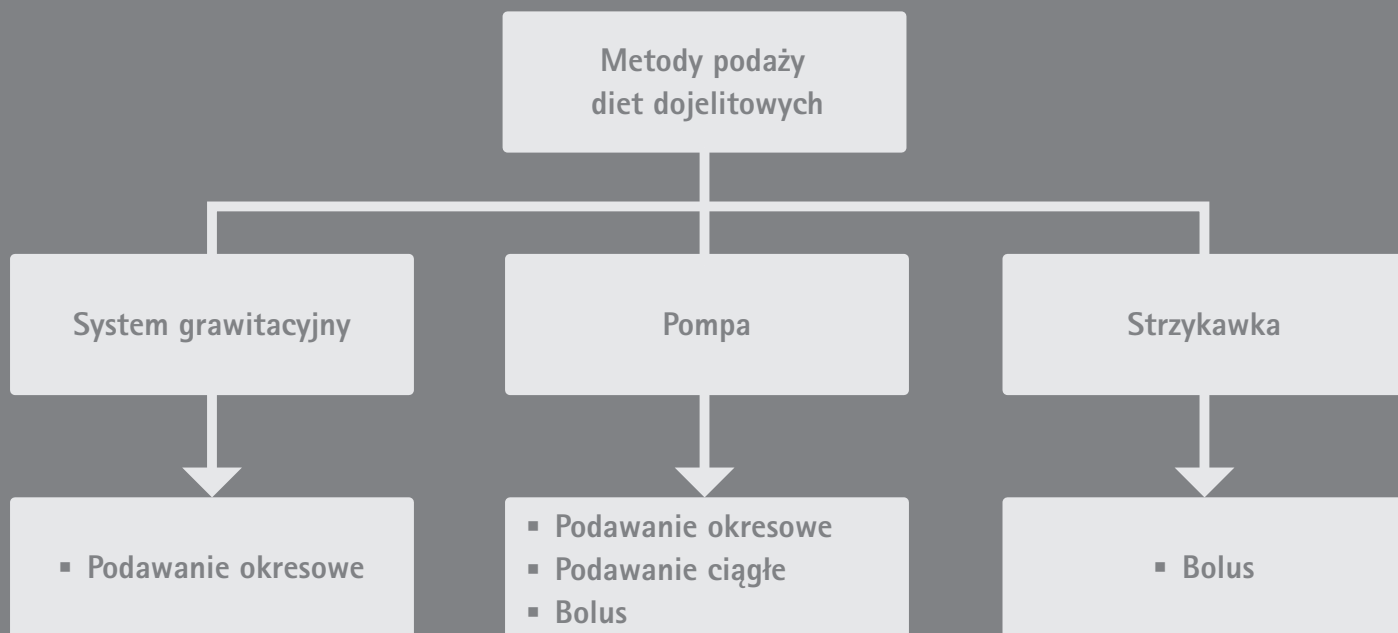 Metody podaży
diet dojelitowych
System grawitacyjny
Pompa
Strzykawka
▪ Podawanie okresowe
▪ Podawanie okresowe
▪ Podawanie ciągłe
▪ Bolus
▪ Bolus